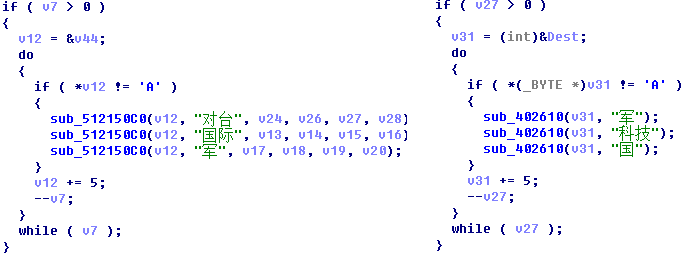 if ( v7 > 0 )
{
v12 = &v44;
do
{
if ( *v12 != 'A' )
{
sub_512150C0(v12, "对台", v24, v26, v27, v28)
sub_512150C0(v12, "国际", v13, v14, v15, v16)
sub_512150C0(v12, "军", v17, v18, v19, v20);
}
v12 += 5;
--v7;
}
while ( v7 );
}
if ( v27 > 0 )
{
v31 = (int)&Dest;
do
{
if ( *(_BYTE *)v31 != 'A' )
{
sub_402610(v31, "军");
sub_402610(v31, "科技");
sub_402610(v31, "国");
}
v31 += 5;
--v27;
}
while ( v27 );
}